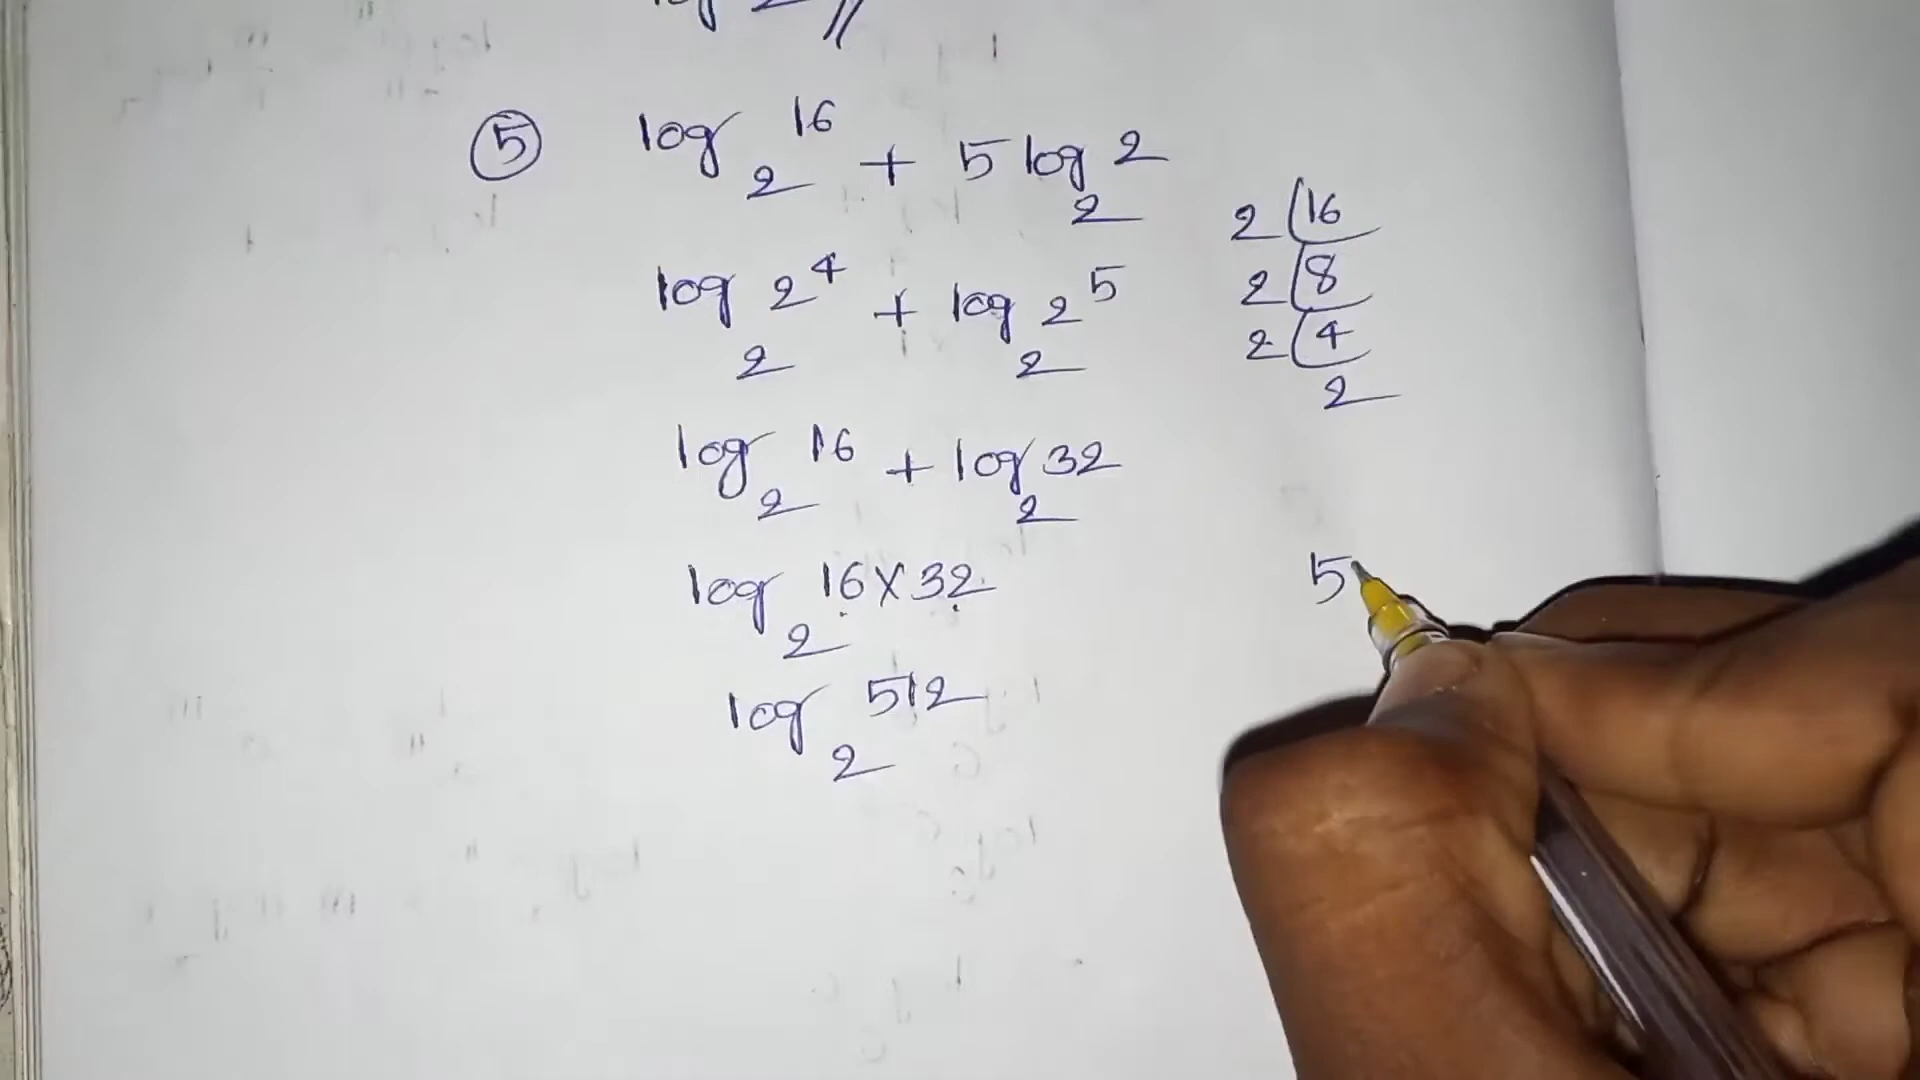 ⑤ log₂ 16 + 5 log₂ 2
log₂ 2⁴ + log₂ 2⁵
log₂ 16 + log₂ 32
log₂ 16 × 32
log₂ 512
2 | 16
2 | 8
2 | 4
2
5